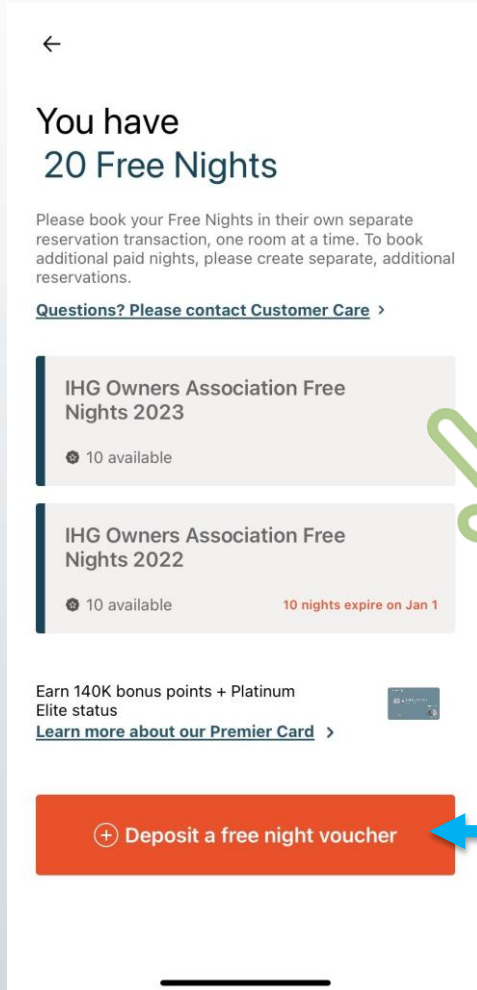 You have
20 Free Nights
Please book your Free Nights in their own separate
reservation transaction, one room at a time. To book
additional paid nights, please create separate, additional
reservations.
Questions? Please contact Customer Care >
IHG Owners Association Free
Nights 2023
10 available
IHG Owners Association Free
Nights 2022
10 available
10 nights expire on Jan 1
Earn 140K bonus points + Platinum
Elite status
Learn more about our Premier Card >
Deposit a free night voucher